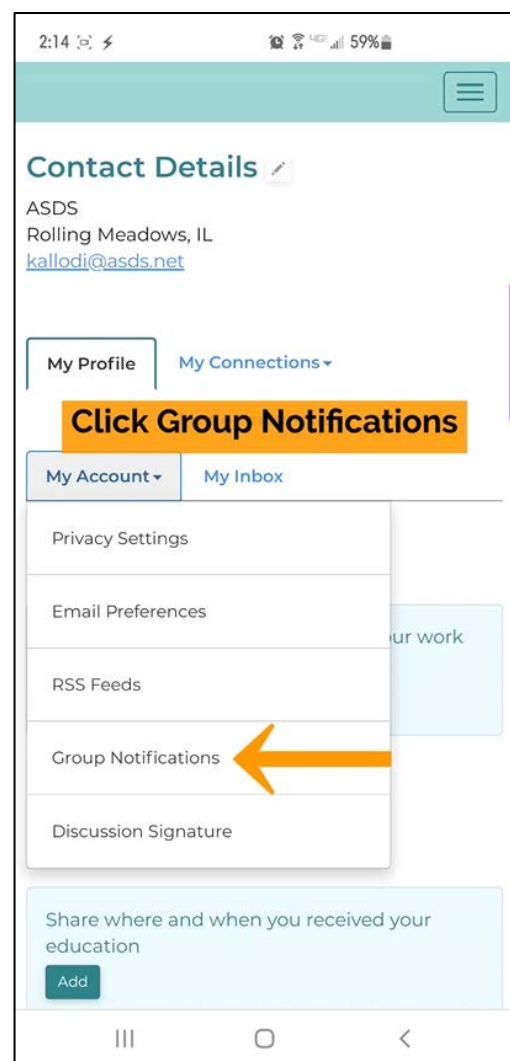 2:14 59%
Contact Details
ASDS
Rolling Meadows, IL
kallodi@asds.net
My Profile My Connections
Click Group Notifications
My Account My Inbox
Privacy Settings
Email Preferences
ur work
RSS Feeds
Group Notifications
Discussion Signature
Share where and when you received your
education
Add